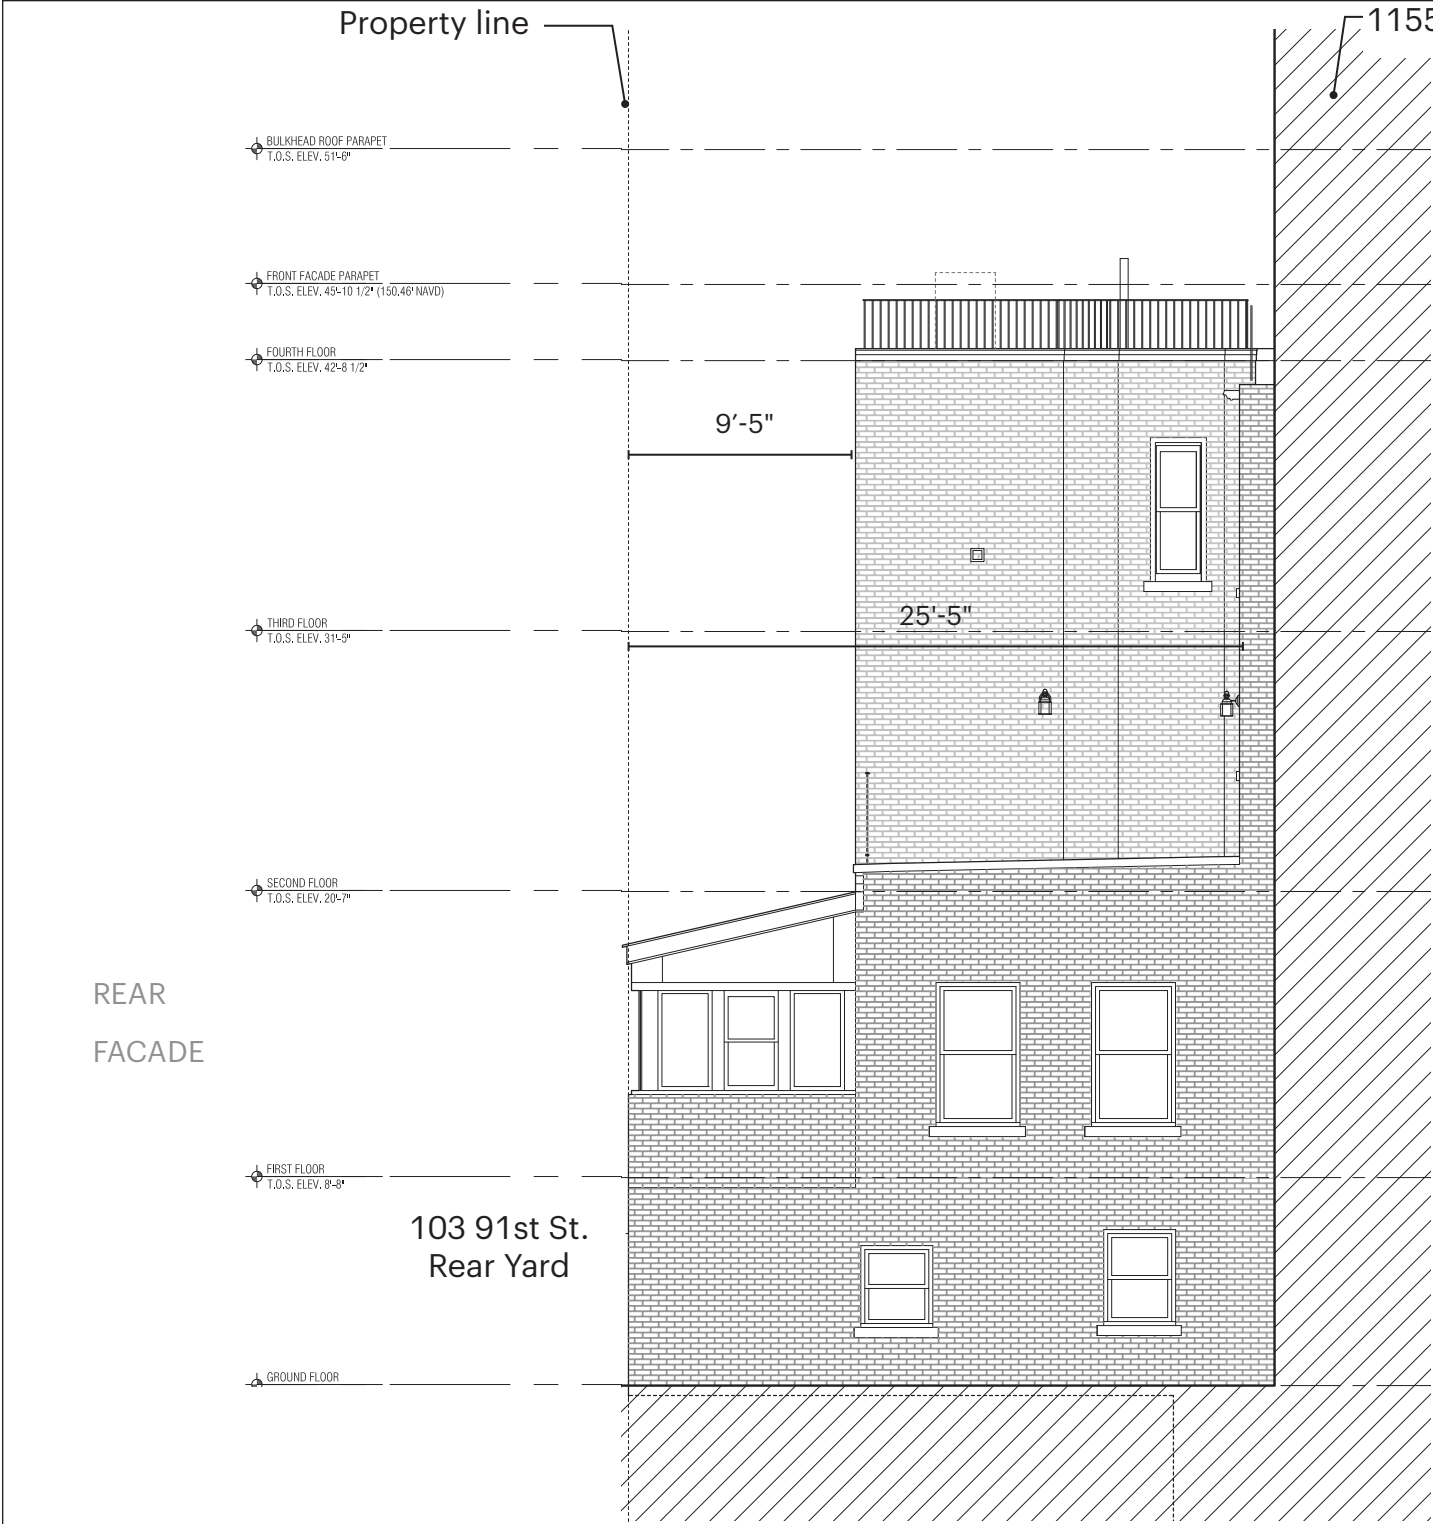 Property line
1155
BULKHEAD ROOF PARAPET
T.O.S. ELEV. 51'-6"
FRONT FACADE PARAPET
T.O.S. ELEV. 45'-10 1/2" (150.46' NAVD)
FOURTH FLOOR
T.O.S. ELEV. 42'-8 1/2"
9'-5"
25'-5"
THIRD FLOOR
T.O.S. ELEV. 31'-5"
SECOND FLOOR
T.O.S. ELEV. 20'-7"
REAR
FACADE
FIRST FLOOR
T.O.S. ELEV. 8'-8"
103 91st St.
Rear Yard
GROUND FLOOR